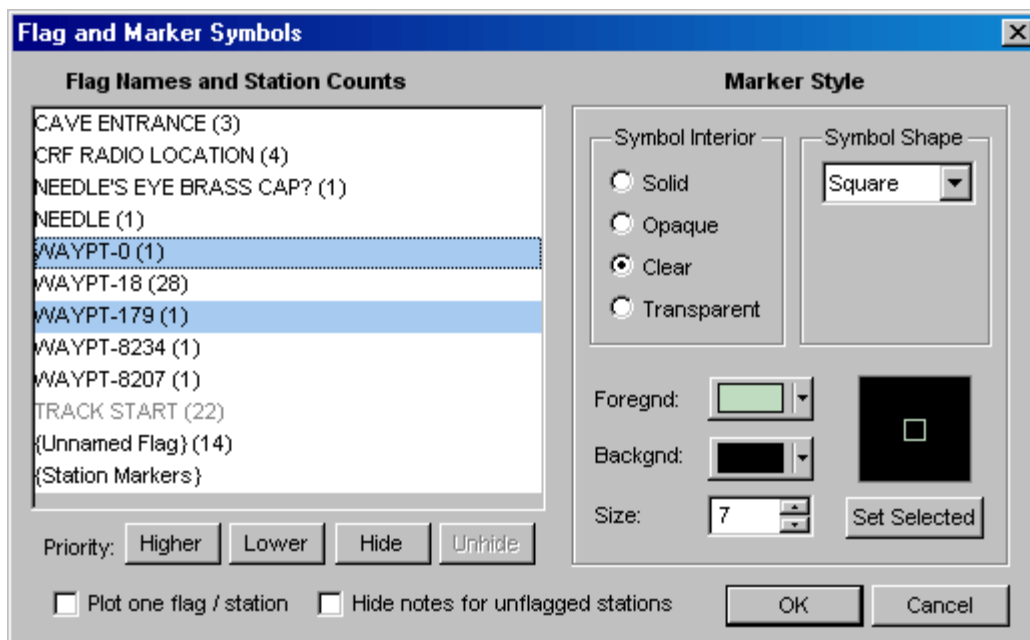 Flag and Marker Symbols
Flag Names and Station Counts
CAVE ENTRANCE (3)
CRF RADIO LOCATION (4)
NEEDLE'S EYE BRASS CAP? (1)
NEEDLE (1)
WAYPT-0 (1)
WAYPT-18 (28)
WAYPT-179 (1)
WAYPT-8234 (1)
WAYPT-8207 (1)
TRACK START (22)
{Unnamed Flag} (14)
{Station Markers}
Priority: Higher Lower Hide Unhide
Plot one flag / station Hide notes for unflagged stations
Marker Style
Symbol Interior
Solid
Opaque
Clear
Transparent
Symbol Shape
Square
Foregnd:
Backgnd:
Size: 7
Set Selected
OK Cancel